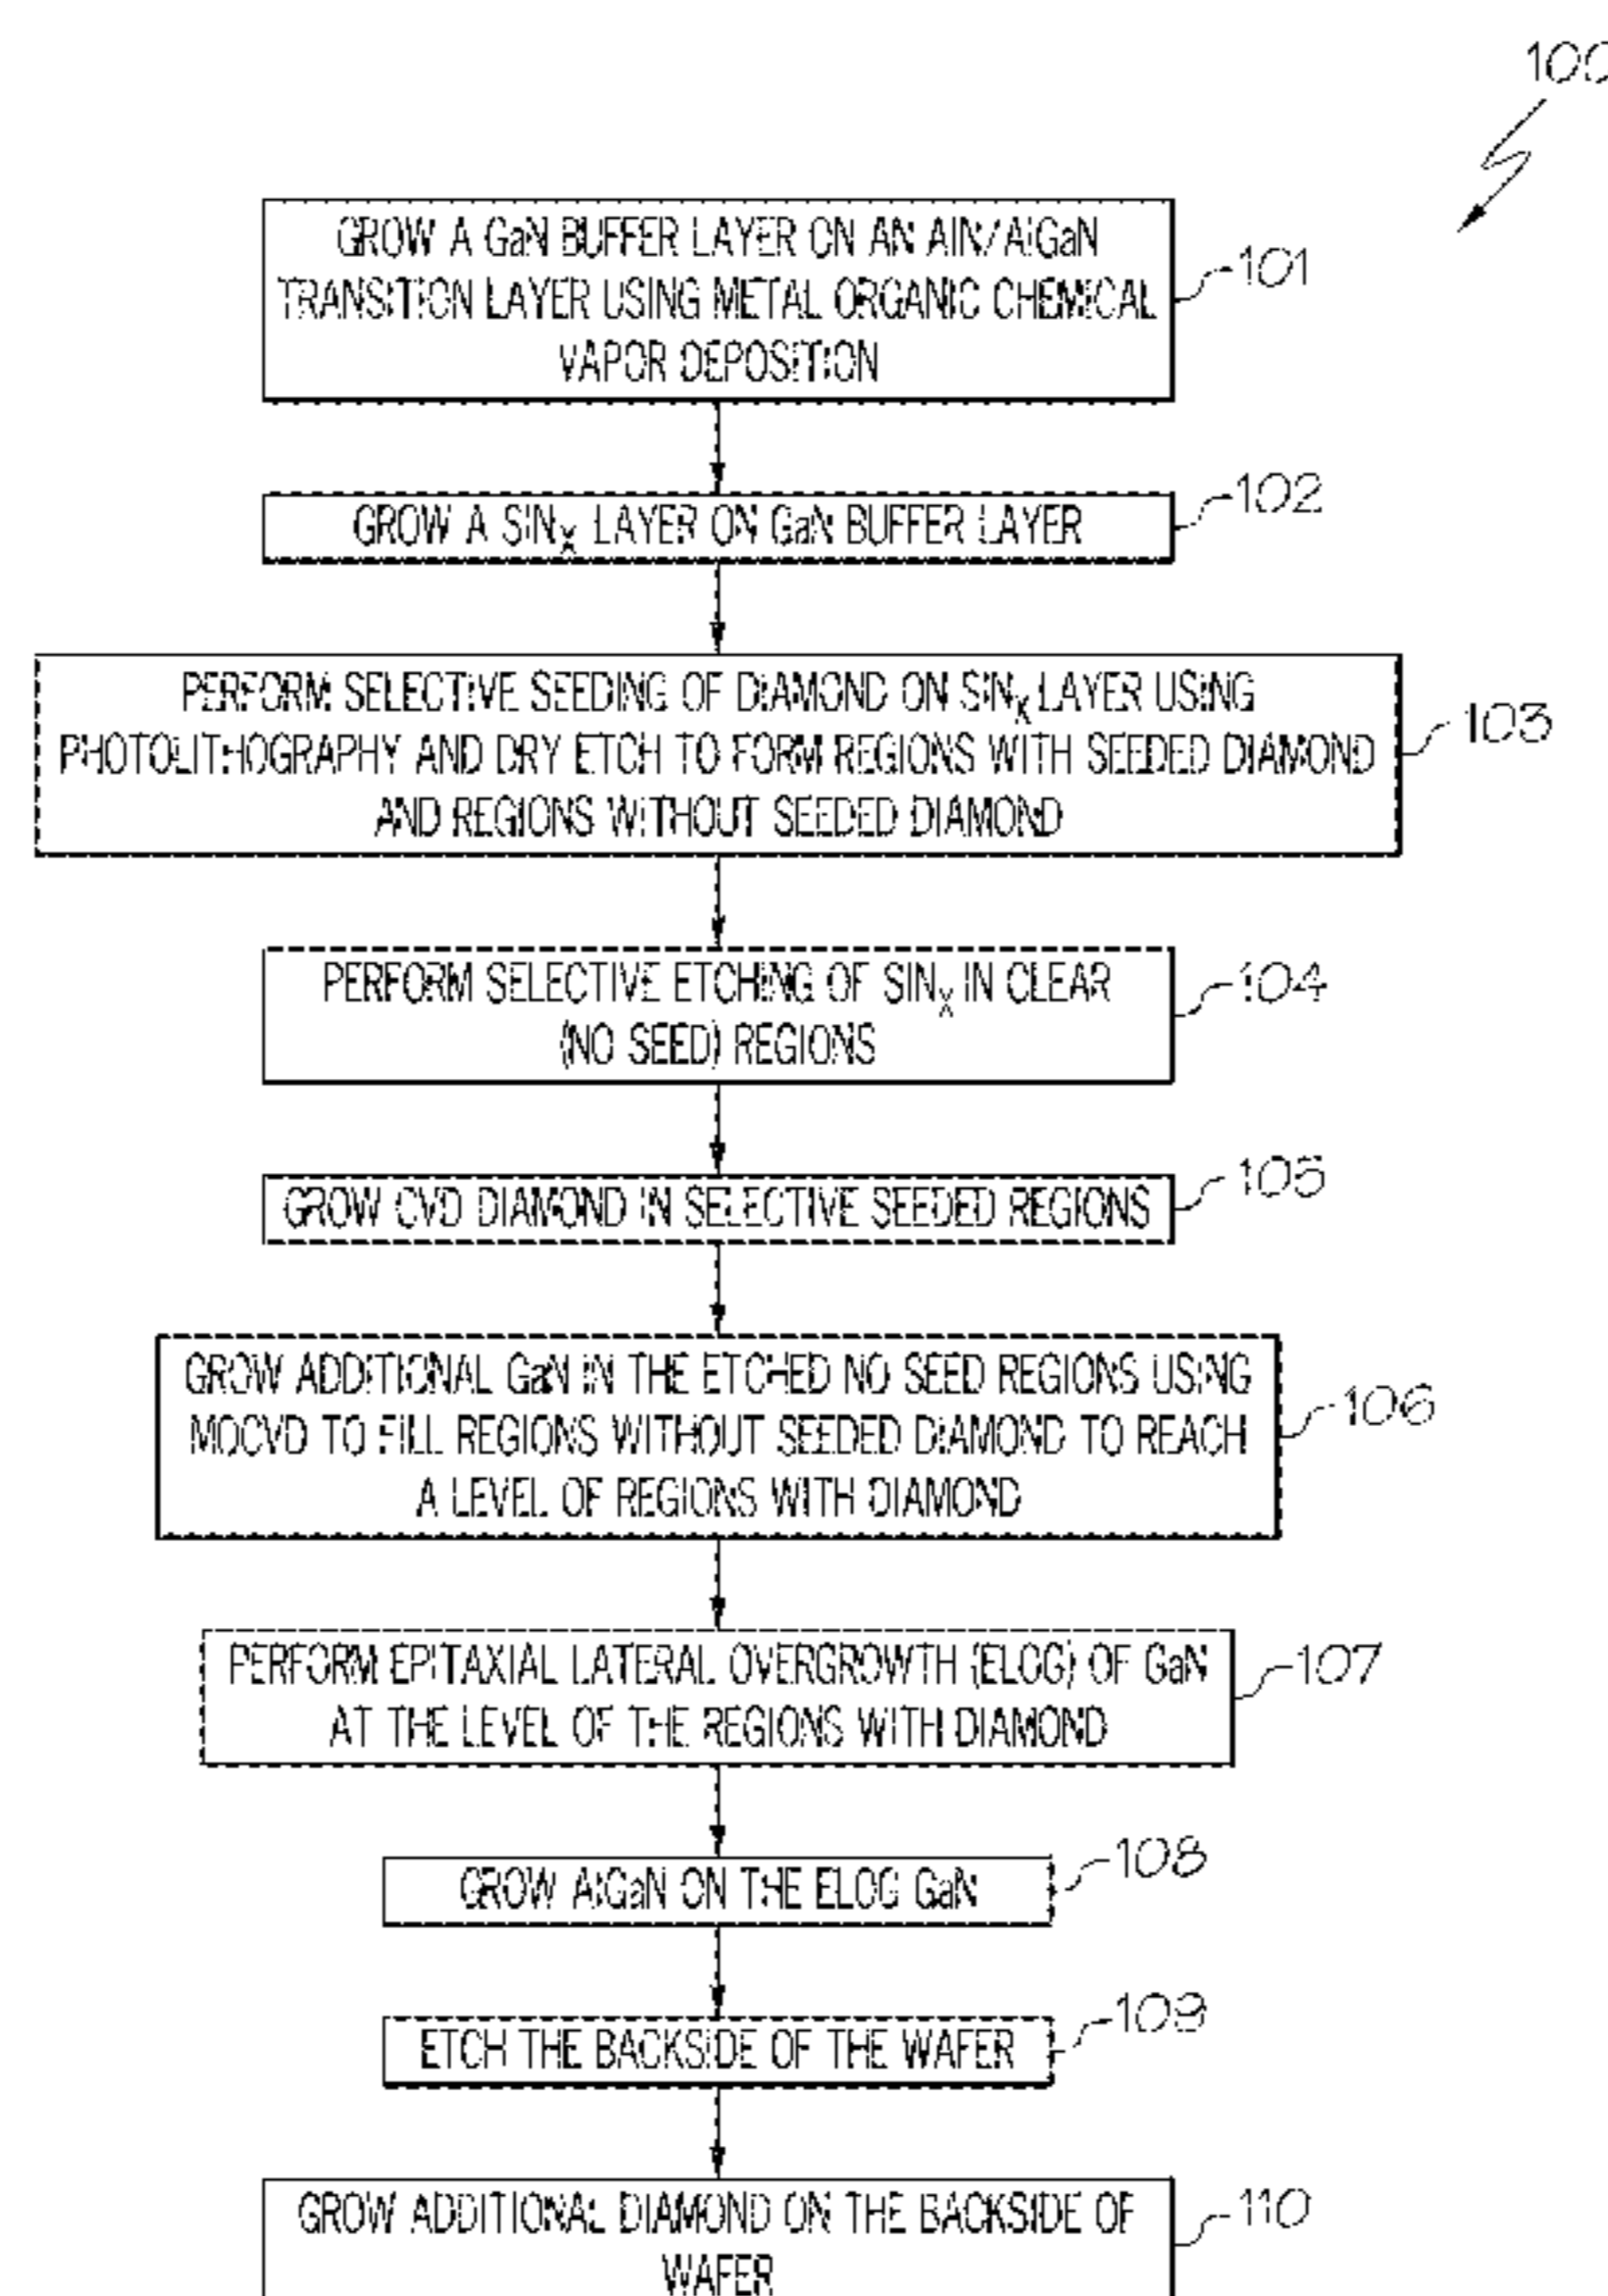 100
GROW A GaN BUFFER LAYER ON AN AlN/AlGaN
TRANSITION LAYER USING METAL ORGANIC CHEMICAL
VAPOR DEPOSITION
101
GROW A SINX LAYER ON GaN BUFFER LAYER
102
PERFORM SELECTIVE SEEDING OF DIAMOND ON SINX LAYER USING
PHOTOLITHOGRAPHY AND DRY ETCH TO FORM REGIONS WITH SEEDED DIAMOND
AND REGIONS WITHOUT SEEDED DIAMOND
103
PERFORM SELECTIVE ETCHING OF SINX IN CLEAR
(NO SEED) REGIONS
104
GROW CVD DIAMOND IN SELECTIVE SEEDED REGIONS
105
GROW ADDITIONAL GaN IN THE ETCHED NO SEED REGIONS USING
MOCVD TO FILL REGIONS WITHOUT SEEDED DIAMOND TO REACH
A LEVEL OF REGIONS WITH DIAMOND
106
PERFORM EPITAXIAL LATERAL OVERGROWTH (ELOG) OF GaN
AT THE LEVEL OF THE REGIONS WITH DIAMOND
107
GROW AlGaN ON THE ELOG GaN
108
ETCH THE BACKSIDE OF THE WAFER
109
GROW ADDITIONAL DIAMOND ON THE BACKSIDE OF
WAFER
110